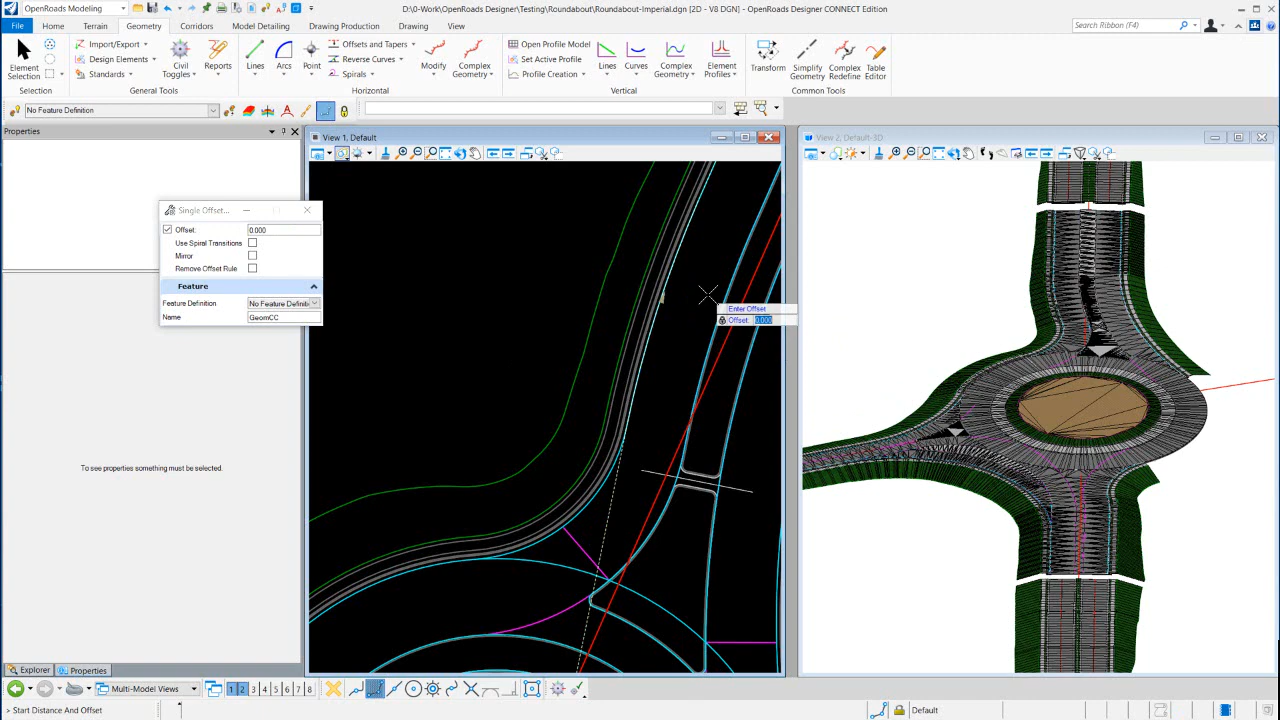 OpenRoads Modeling
D:\0-Work\OpenRoads Designer\Testing\Roundabout\Roundabout-Imperial.dgn [2D - V8 DGN] - OpenRoads Designer CONNECT Edition
File Home Terrain Geometry Corridors Model Detailing Drawing Production Drawing View
Search Ribbon (F4)
Import/Export
Design Elements
Standards
Element Selection
Civil Toggles
Reports
Lines
Arcs
Point
Offsets and Tapers
Reverse Curves
Spirals
Modify
Complex Geometry
Open Profile Model
Set Active Profile
Profile Creation
Lines
Curves
Complex Geometry
Element Profiles
Transform
Simplify Geometry
Complex Redefine
Table Editor
Selection General Tools Horizontal Vertical Common Tools
No Feature Definition
Properties
View 1, Default
View 2, Default-3D
Single Offset...
Offset: 0.000
Use Spiral Transitions
Mirror
Remove Offset Rule
Feature
Feature Definition No Feature Definiti
Name GeomCC
Enter Offset
Offset: 0.000
To see properties something must be selected.
Explorer Properties
Multi-Model Views 1 2 3 4 5 6 7 8
> Start Distance And Offset
Default